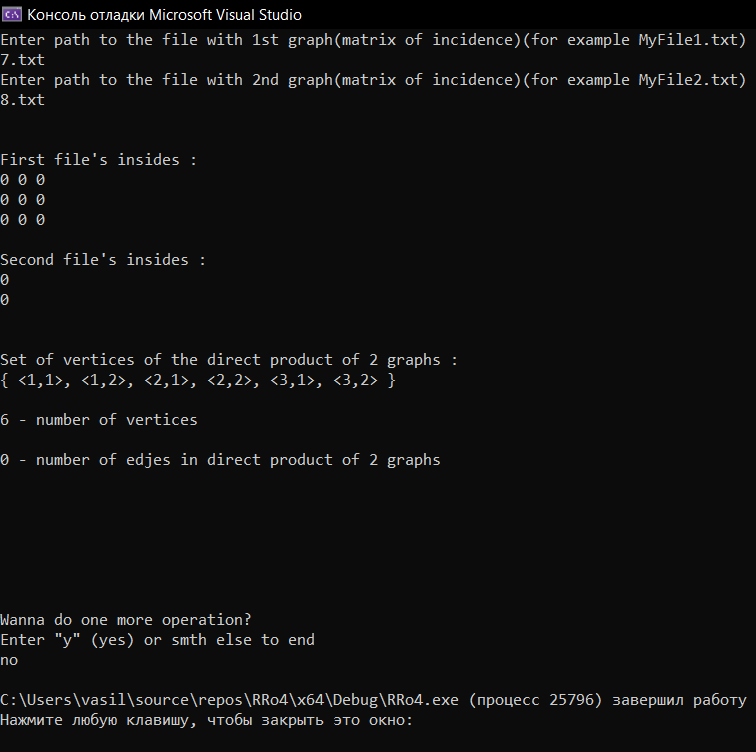 Консоль отладки Microsoft Visual Studio
Enter path to the file with 1st graph(matrix of incidence)(for example MyFile1.txt)
7.txt
Enter path to the file with 2nd graph(matrix of incidence)(for example MyFile2.txt)
8.txt
First file's insides :
0 0 0
0 0 0
0 0 0
Second file's insides :
0
0
Set of vertices of the direct product of 2 graphs :
{ <1,1>, <1,2>, <2,1>, <2,2>, <3,1>, <3,2> }
6 - number of vertices
0 - number of edjes in direct product of 2 graphs
Wanna do one more operation?
Enter "y" (yes) or smth else to end
no
C:\Users\vasil\source\repos\RRo4\x64\Debug\RRo4.exe (процесс 25796) завершил работу
Нажмите любую клавишу, чтобы закрыть это окно: